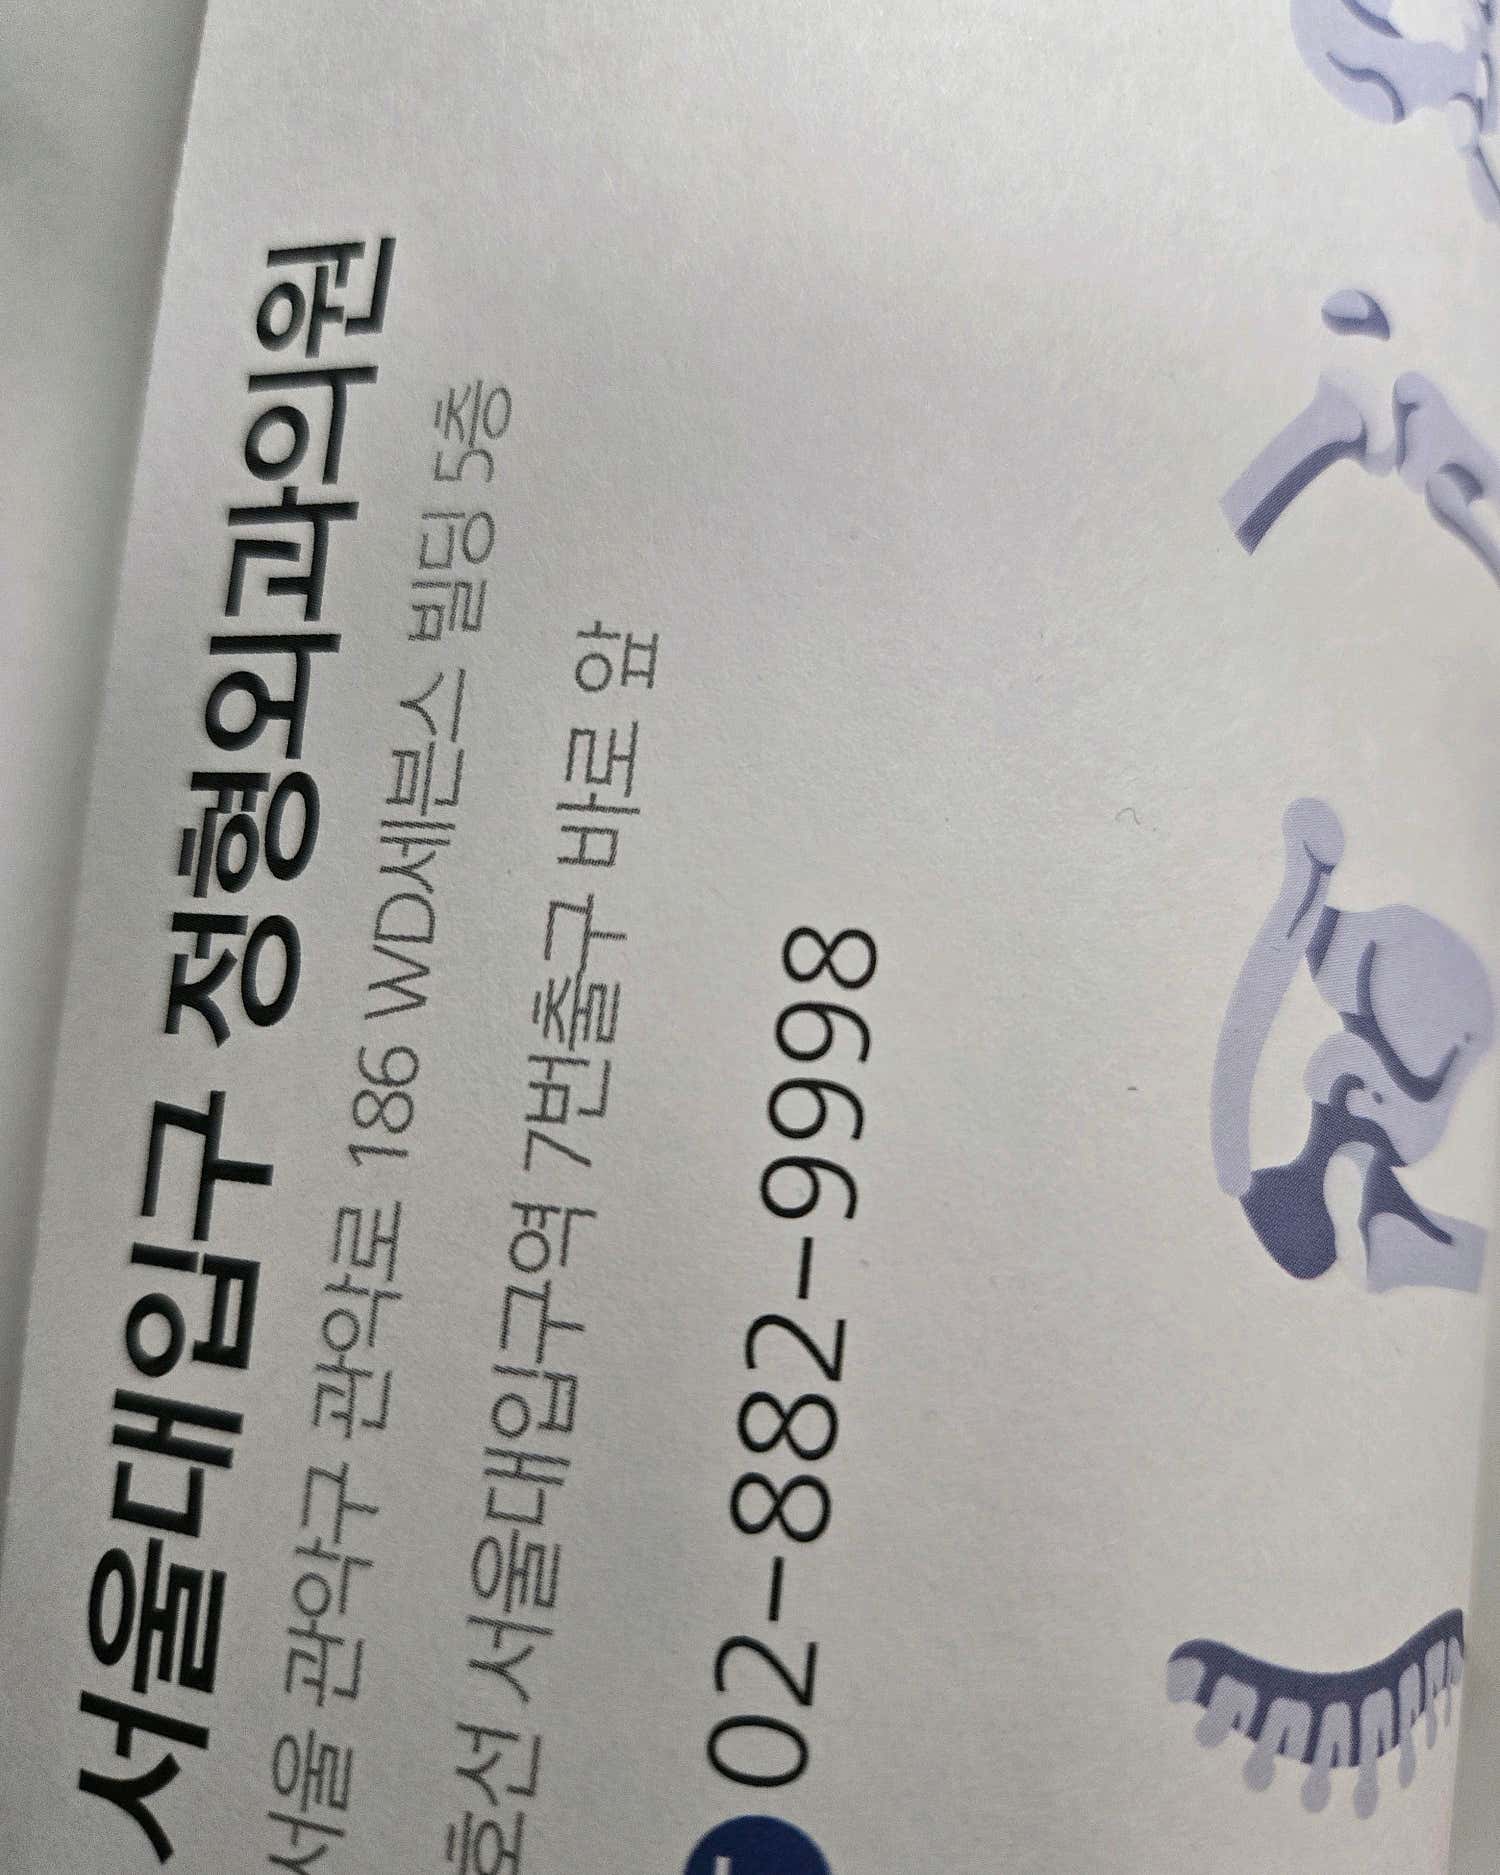 서울대입구 정형외과의원
서울 관악구 관악로 186 WD세븐스 빌딩 5층
호선 서울대입구역 7번출구 바로 앞
02-882-9998